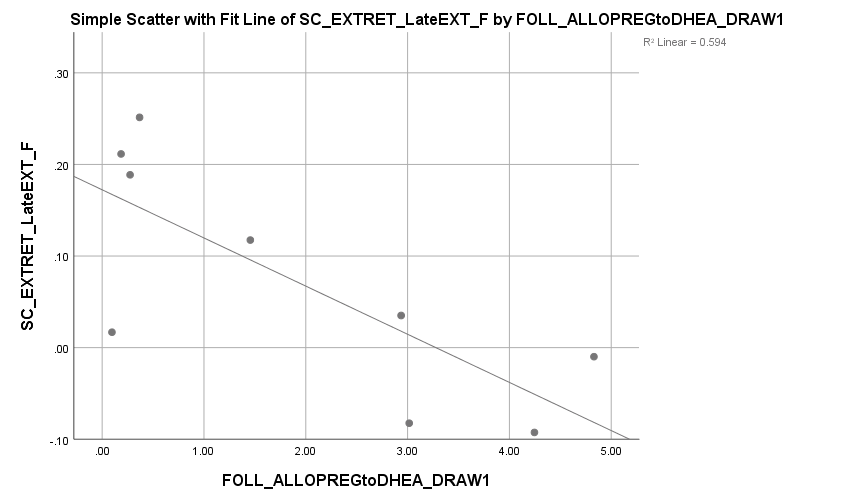 Simple Scatter with Fit Line of SC_EXTRET_LateEXT_F by FOLL_ALLOPREGtoDHEA_DRAW1
R² Linear = 0.594
SC_EXTRET_LateEXT_F
.30
.20
.10
.00
-.10
.00 1.00 2.00 3.00 4.00 5.00
FOLL_ALLOPREGtoDHEA_DRAW1